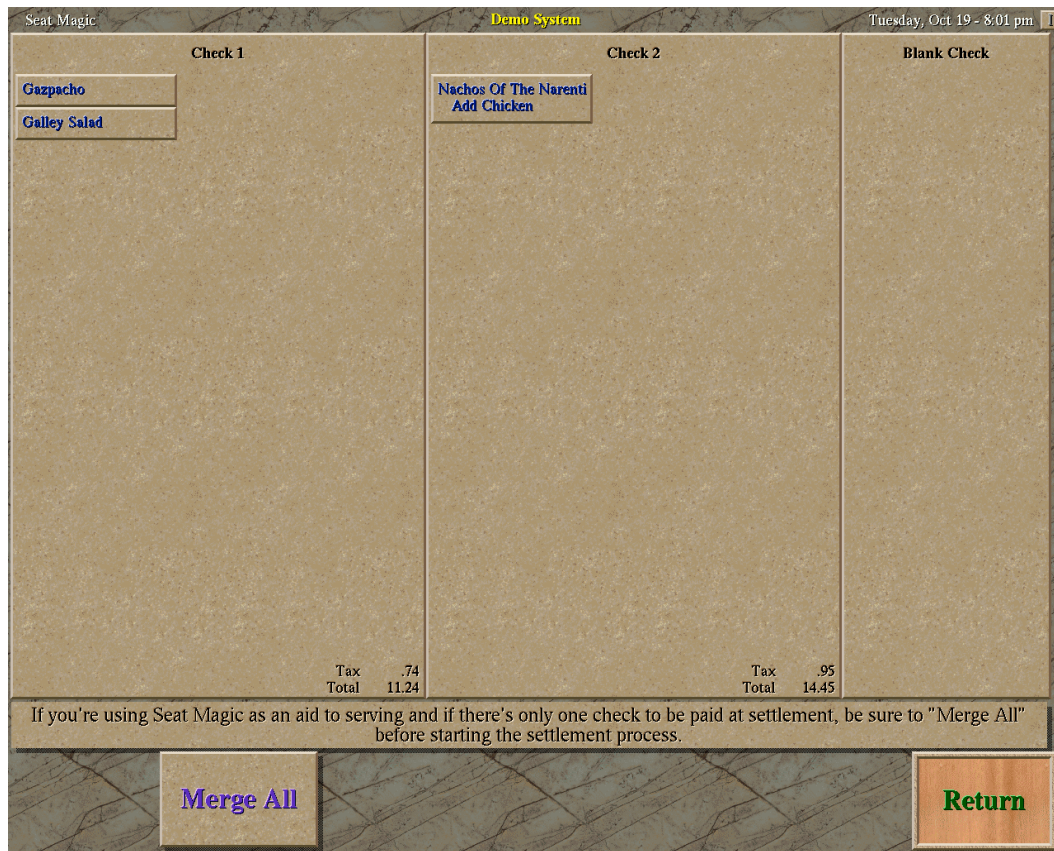 Seat Magic
Demo System
Tuesday, Oct 19 - 8:01 pm
Check 1
Gazpacho
Galley Salad
Tax .74
Total 11.24
Check 2
Nachos Of The Narenti
Add Chicken
Tax .95
Total 14.45
Blank Check
If you're using Seat Magic as an aid to serving and if there's only one check to be paid at settlement, be sure to "Merge All"
before starting the settlement process.
Merge All
Return